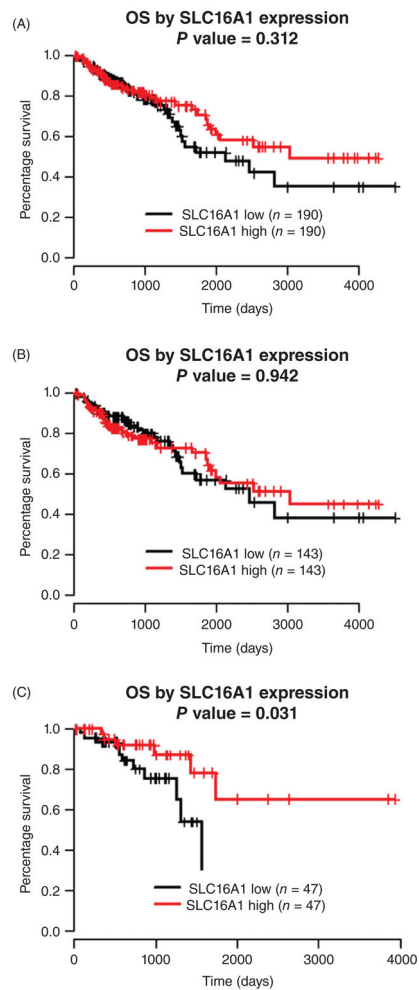 (A)
OS by SLC16A1 expression
P value = 0.312
Percentage survival
1.0
0.8
0.6
0.4
0.2
0.0
SLC16A1 low (n = 190)
SLC16A1 high (n = 190)
0 1000 2000 3000 4000
Time (days)
(B)
OS by SLC16A1 expression
P value = 0.942
Percentage survival
1.0
0.8
0.6
0.4
0.2
0.0
SLC16A1 low (n = 143)
SLC16A1 high (n = 143)
0 1000 2000 3000 4000
Time (days)
(C)
OS by SLC16A1 expression
P value = 0.031
Percentage survival
1.0
0.8
0.6
0.4
0.2
0.0
SLC16A1 low (n = 47)
SLC16A1 high (n = 47)
0 1000 2000 3000 4000
Time (days)